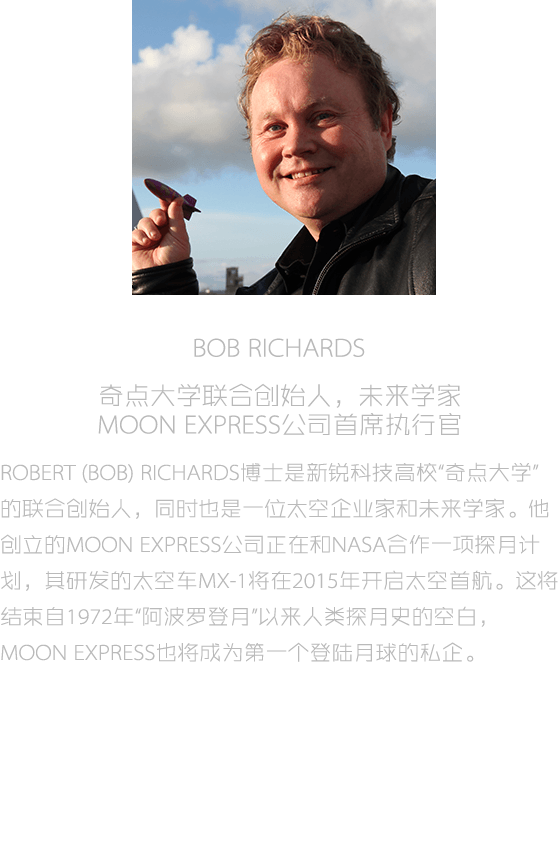 BOB RICHARDS
奇点大学联合创始人，未来学家
MOON EXPRESS公司首席执行官
ROBERT (BOB) RICHARDS博士是新锐科技高校“奇点大学”
的联合创始人，同时也是一位太空企业家和未来学家。他
创立的MOON EXPRESS公司正在和NASA合作一项探月计
划，其研发的太空车MX-1将在2015年开启太空首航。这将
结束自1972年“阿波罗登月”以来人类探月史的空白，
MOON EXPRESS也将成为第一个登陆月球的私企。